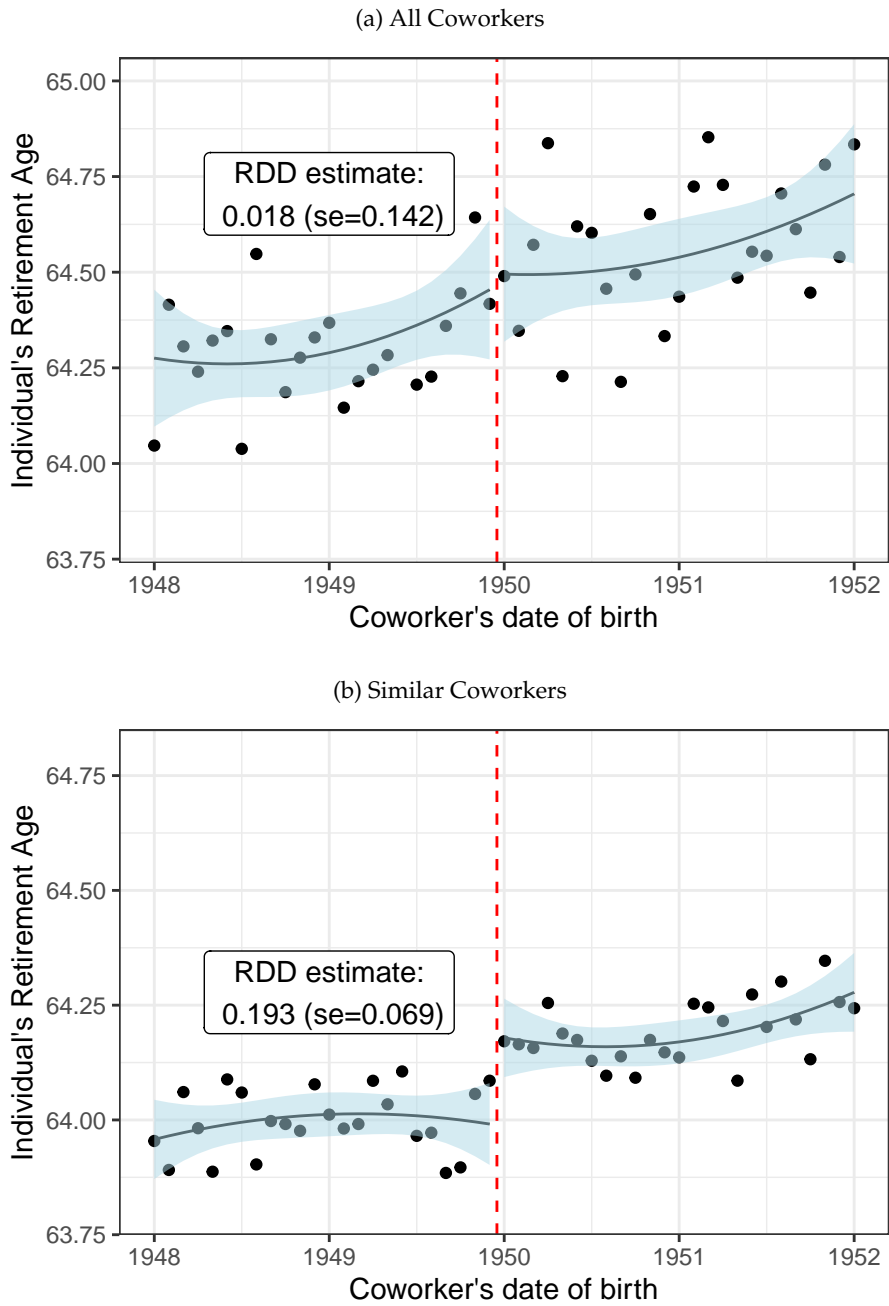 (a) All Coworkers
65.00
64.75
64.50
64.25
64.00
63.75
Individual's Retirement Age
RDD estimate:
0.018 (se=0.142)
1948 1949 1950 1951 1952
Coworker's date of birth
(b) Similar Coworkers
64.75
64.50
64.25
64.00
63.75
Individual's Retirement Age
RDD estimate:
0.193 (se=0.069)
1948 1949 1950 1951 1952
Coworker's date of birth